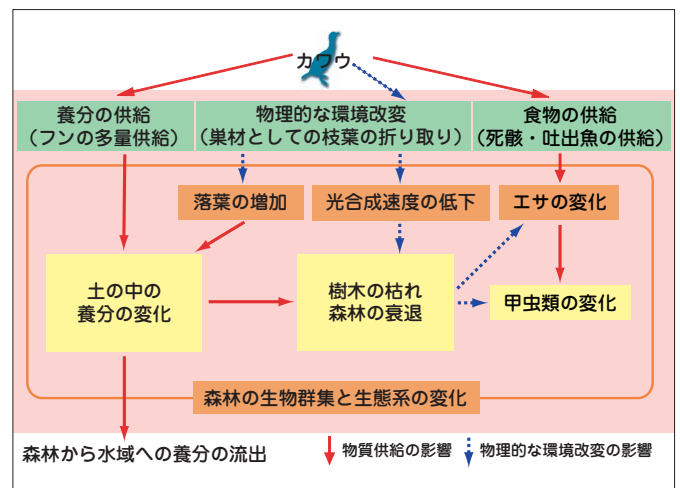 カワウ
養分の供給
（フンの多量供給）
物理的な環境改変
（巣材としての枝葉の折り取り）
食物の供給
（死骸・吐出魚の供給）
落葉の増加
光合成速度の低下
エサの変化
土の中の
養分の変化
樹木の枯れ
森林の衰退
甲虫類の変化
森林の生物群集と生態系の変化
森林から水域への養分の流出
物質供給の影響
物理的な環境改変の影響